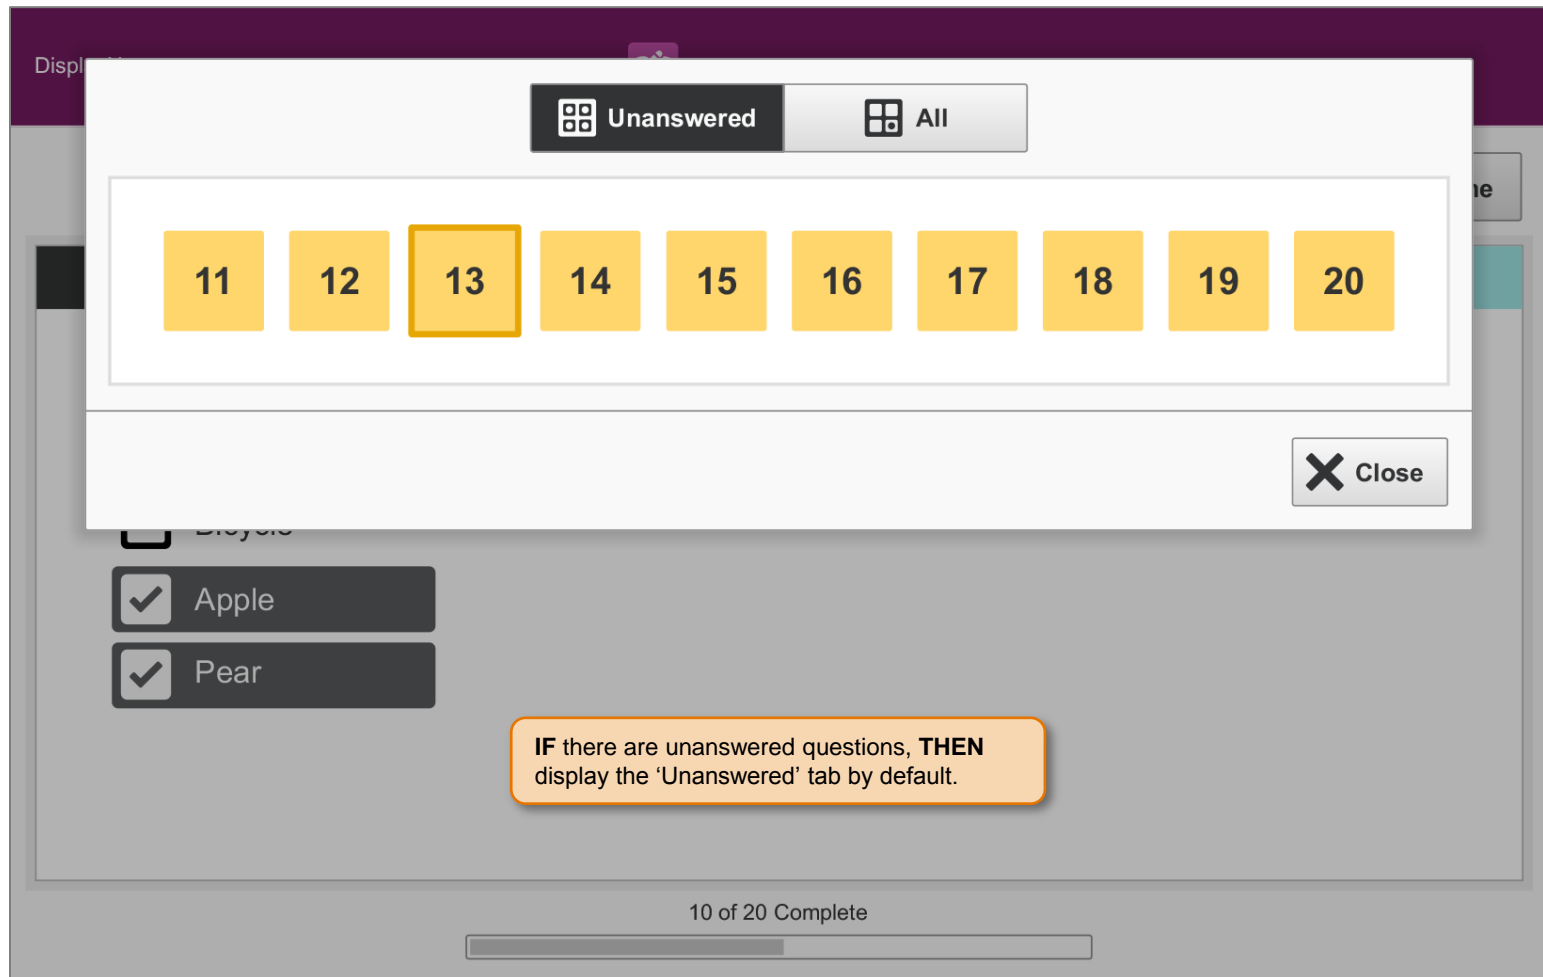 Unanswered
All
11 12 13 14 15 16 17 18 19 20
Close
Apple
Pear
IF there are unanswered questions, THEN
display the ‘Unanswered’ tab by default.
10 of 20 Complete